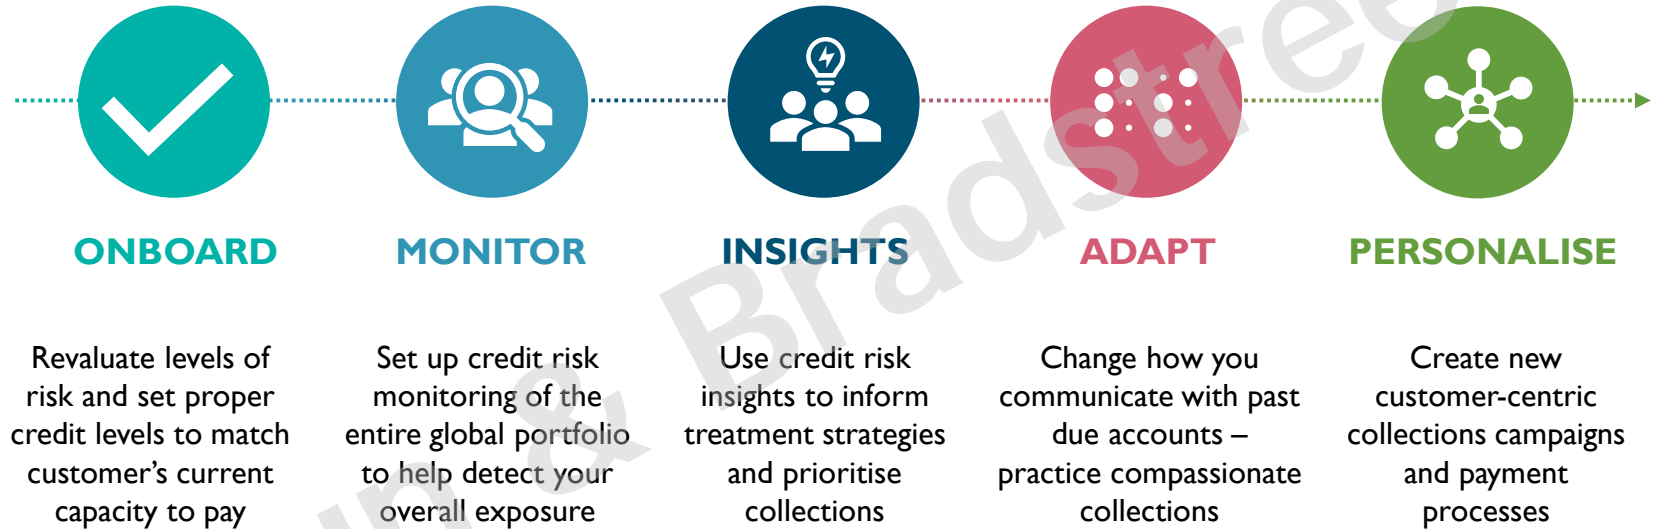 ONBOARD
Revaluate levels of
risk and set proper
credit levels to match
customer's current
capacity to pay
MONITOR
Set up credit risk
monitoring of the
entire global portfolio
to help detect your
overall exposure
INSIGHTS
Use credit risk
insights to inform
treatment strategies
and prioritise
collections
ADAPT
Change how you
communicate with past
due accounts –
practice compassionate
collections
PERSONALISE
Create new
customer-centric
collections campaigns
and payment
processes
un & Bradstree